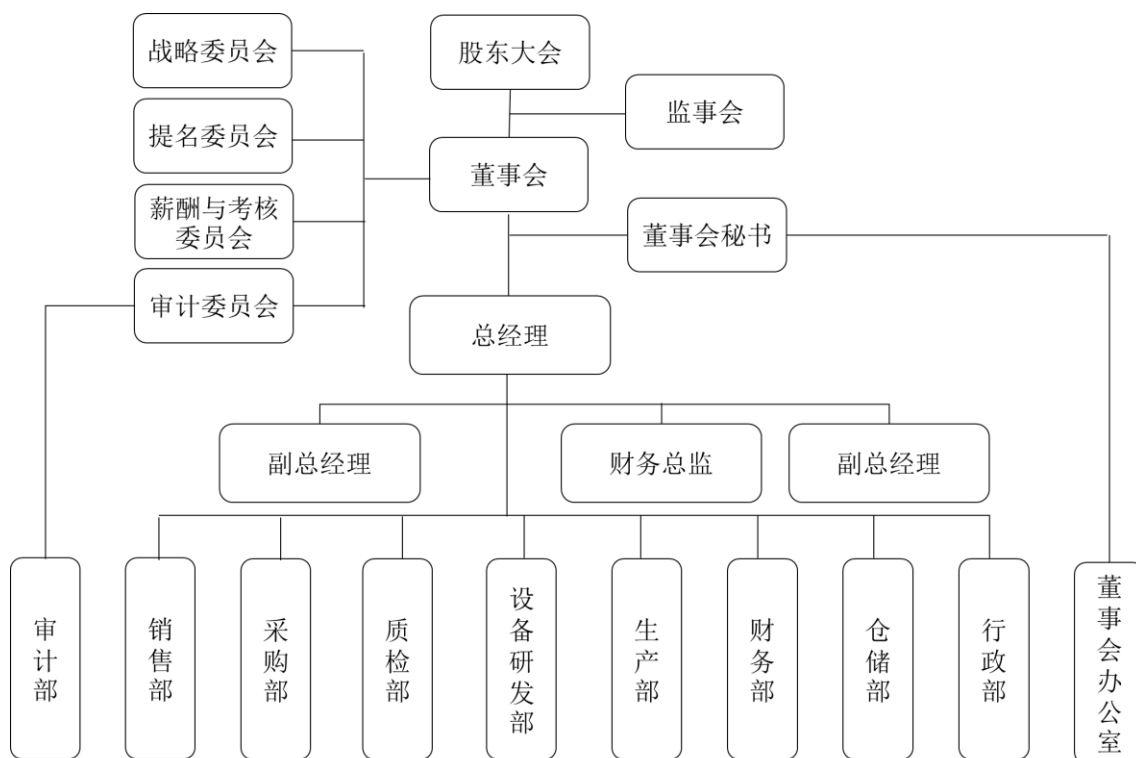 战略委员会
股东大会
监事会
提名委员会
董事会
薪酬与考核
委员会
董事会秘书
审计委员会
总经理
副总经理
财务总监
副总经理
审计部
销售部
采购部
质检部
设备研发部
生产部
财务部
仓储部
行政部
董事会办公室